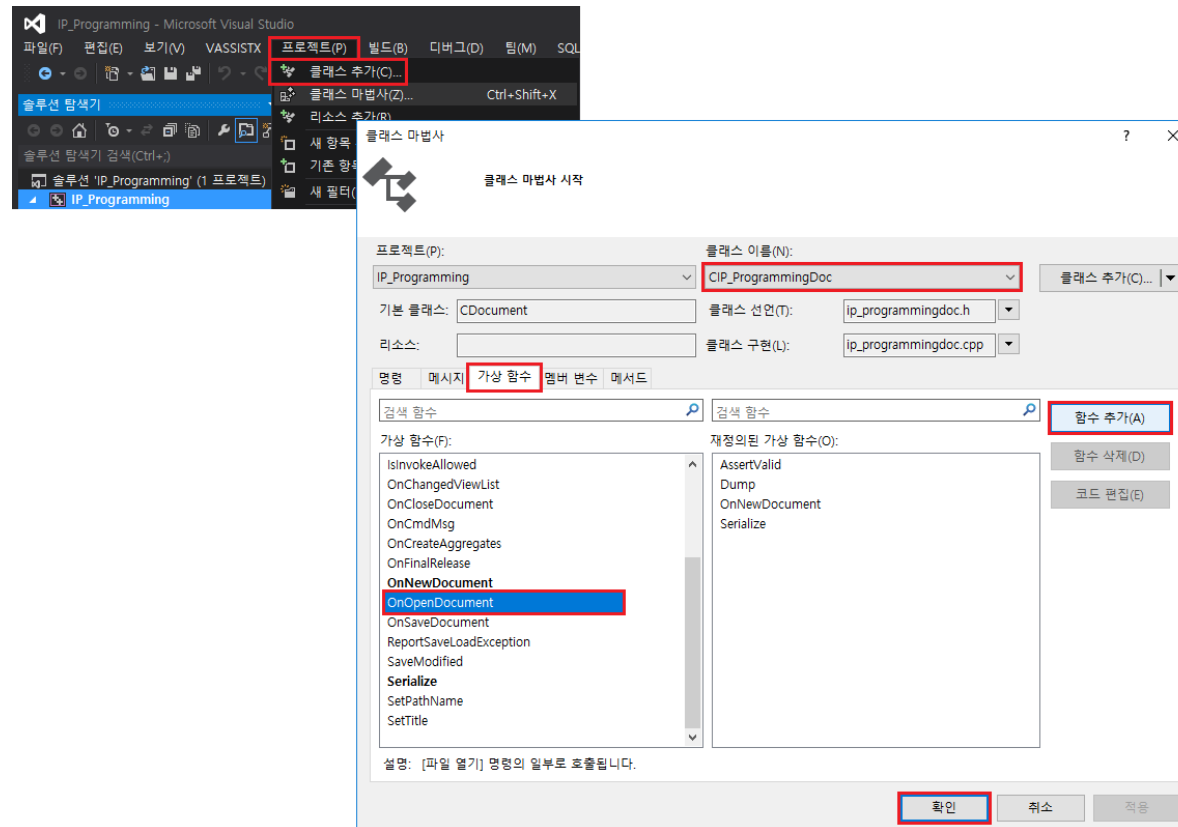 IP_Programming - Microsoft Visual Studio
파일(F) 편집(E) 보기(V) VASSISTX 프로젝트(P) 빌드(B) 디버그(D) 팀(M) SQL
클래스 추가(C)...
클래스 마법사(Z)... Ctrl+Shift+X
리소스 추가(R)
새 항목
기존 항목
새 필터(
솔루션 탐색기
솔루션 탐색기 검색(Ctrl+;)
솔루션 'IP_Programming' (1 프로젝트)
IP_Programming
클래스 마법사
? X
클래스 마법사 시작
프로젝트(P): 클래스 이름(N):
IP_Programming CIP_ProgrammingDoc 클래스 추가(C)...
기본 클래스: CDocument 클래스 선언(T): ip_programmingdoc.h
리소스: 클래스 구현(L): ip_programmingdoc.cpp
명령 메시지 가상 함수 멤버 변수 메서드
검색 함수 검색 함수 함수 추가(A)
가상 함수(F): 재정의된 가상 함수(O): 함수 삭제(D)
코드 편집(E)
IsInvokeAllowed
OnChangedViewList
OnCloseDocument
OnCmdMsg
OnCreateAggregates
OnFinalRelease
OnNewDocument
OnOpenDocument
OnSaveDocument
ReportSaveLoadException
SaveModified
Serialize
SetPathName
SetTitle
AssertValid
Dump
OnNewDocument
Serialize
설명: [파일 열기] 명령의 일부로 호출됩니다.
확인 취소 적용